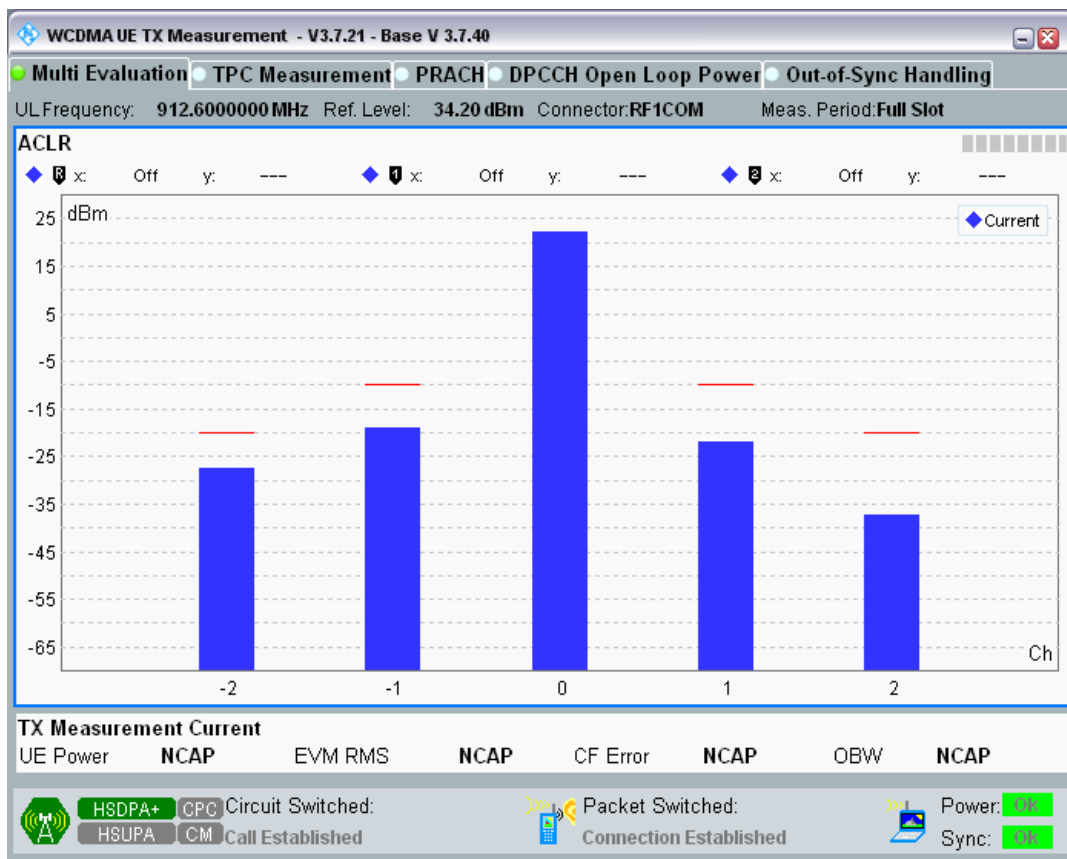 WCDMA UE TX Measurement - V3.7.21 - Base V 3.7.40
Multi Evaluation TPC Measurement PRACH DPCCH Open Loop Power Out-of-Sync Handling
UL Frequency: 912.6000000 MHz Ref. Level: 34.20 dBm Connector:RF1COM Meas. Period:Full Slot
ACLR
R x: Off y: --- 1 x: Off y: --- 2 x: Off y: ---
dBm
Current
25
15
5
-5
-15
-25
-35
-45
-55
-65
Ch
-2 -1 0 1 2
TX Measurement Current
UE Power NCAP EVM RMS NCAP CF Error NCAP OBW NCAP
HSDPA+ CPC Circuit Switched: Packet Switched: Power: OK
HSUPA CM Call Established Connection Established Sync: OK